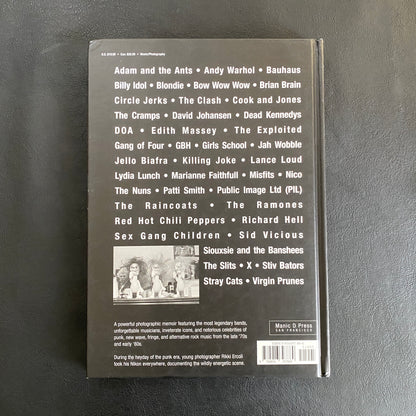 Music/Photography
Adam and the Ants • Andy Warhol • Bauhaus
Billy Idol • Blondie • Bow Wow Wow • Brian Brain
Circle Jerks • The Clash • Cook and Jones
The Cramps • David Johansen • Dead Kennedys
DOA • Edith Massey • The Exploited
Gang of Four • GBH • Girls School • Jah Wobble
Jello Biafra • Killing Joke • Lance Loud
Lydia Lunch • Marianne Faithfull • Misfits • Nico
The Nuns • Patti Smith • Public Image Ltd (PIL)
The Raincoats • The Ramones
Red Hot Chili Peppers • Richard Hell
Sex Gang Children • Sid Vicious
Siouxsie and the Banshees
The Slits • X • Stiv Bators
Stray Cats • Virgin Prunes
A powerful photographic memoir featuring the most legendary bands,
unforgettable musicians, inveterate icons, and notorious celebrities of
punk, new wave, fringe, and alternative rock music from the late '70s
and early '80s.
During the heyday of the punk era, young photographer Rikki Ercoli
took his Nikon everywhere, documenting the wildly energetic scene.
Manic D Press
SAN FRANCISCO